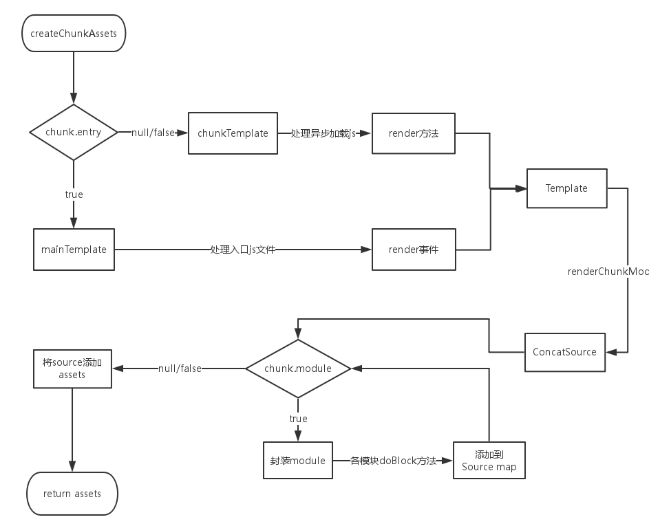 createChunkAssets
chunk.entry
null/false
chunkTemplate
处理异步加载js
render方法
true
mainTemplate
处理入口js文件
render事件
Template
renderChunkMod
ConcatSource
chunk.module
null/false
将source添加
assets
true
封装module
各模块doBlock方法
添加到
Source map
return assets